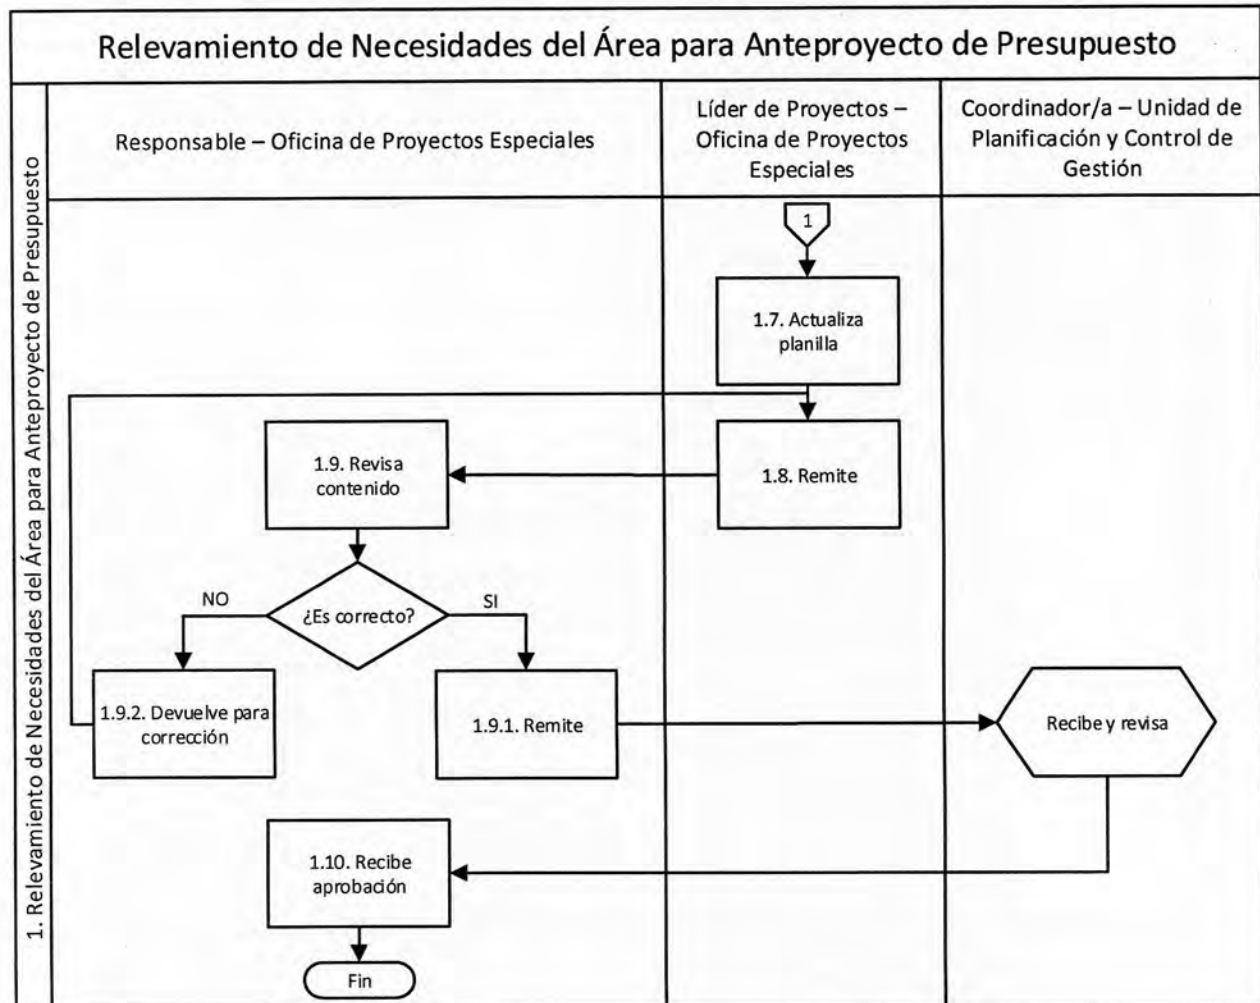 Relevamiento de Necesidades del Área para Anteproyecto de Presupuesto
1. Relevamiento de Necesidades del Área para Anteproyecto de Presupuesto
Responsable – Oficina de Proyectos Especiales
Líder de Proyectos –
Oficina de Proyectos
Especiales
Coordinador/a – Unidad de
Planificación y Control de
Gestión
1
1.7. Actualiza
planilla
1.8. Remite
1.9. Revisa
contenido
¿Es correcto?
NO
SI
1.9.2. Devuelve para
corrección
1.9.1. Remite
Recibe y revisa
1.10. Recibe
aprobación
Fin